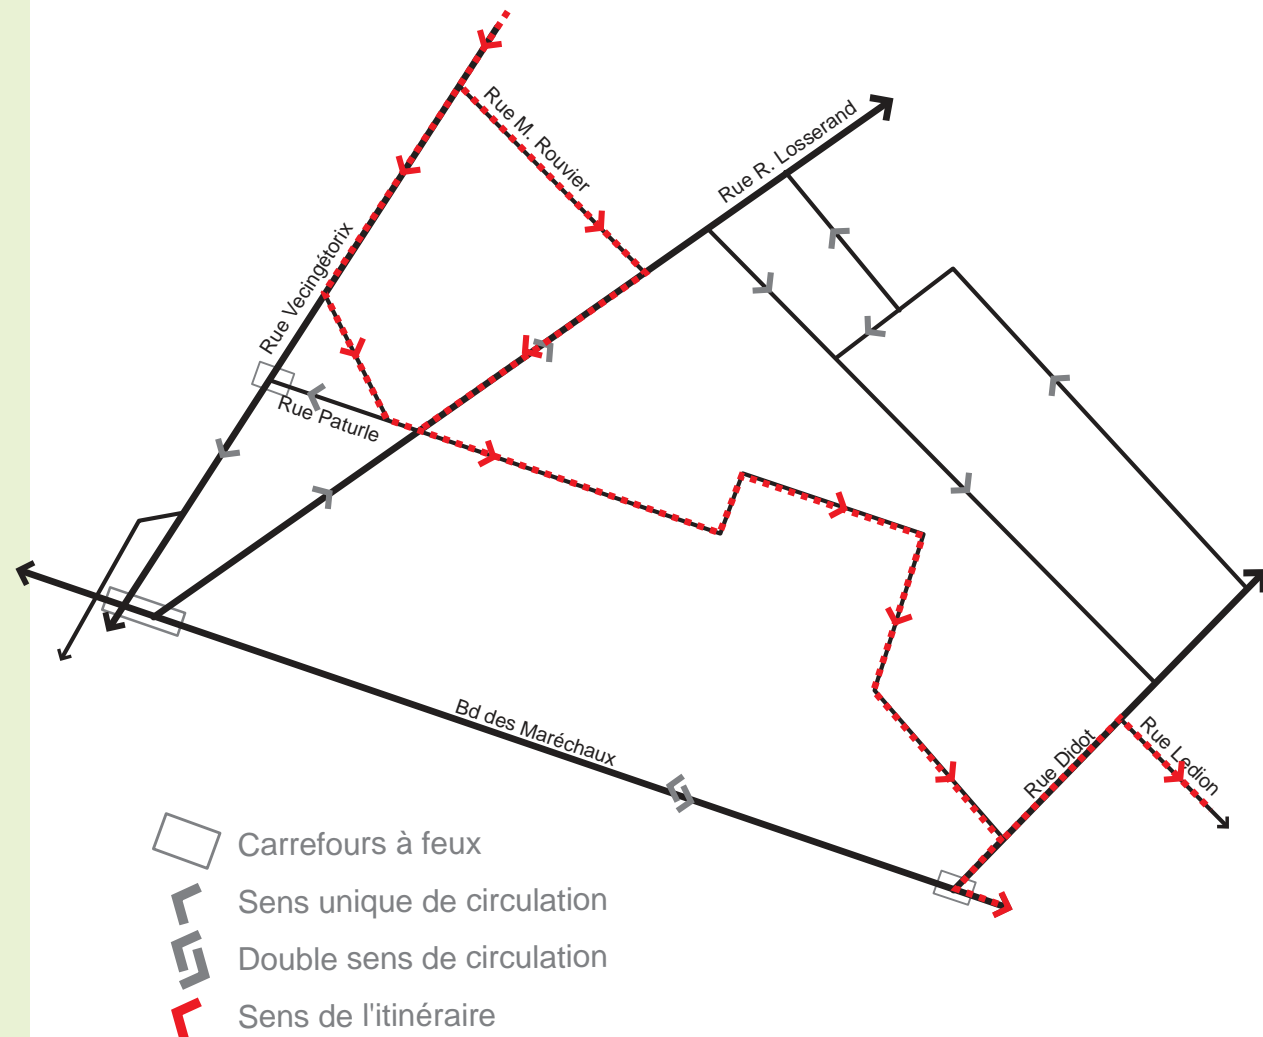 Rue M. Rouvier
Rue R. Losserand
Rue Vecingétorix
Rue Paturle
Bd des Maréchaux
Rue Didot
Rue Ledion
Carrefours à feux
Sens unique de circulation
Double sens de circulation
Sens de l'itinéraire